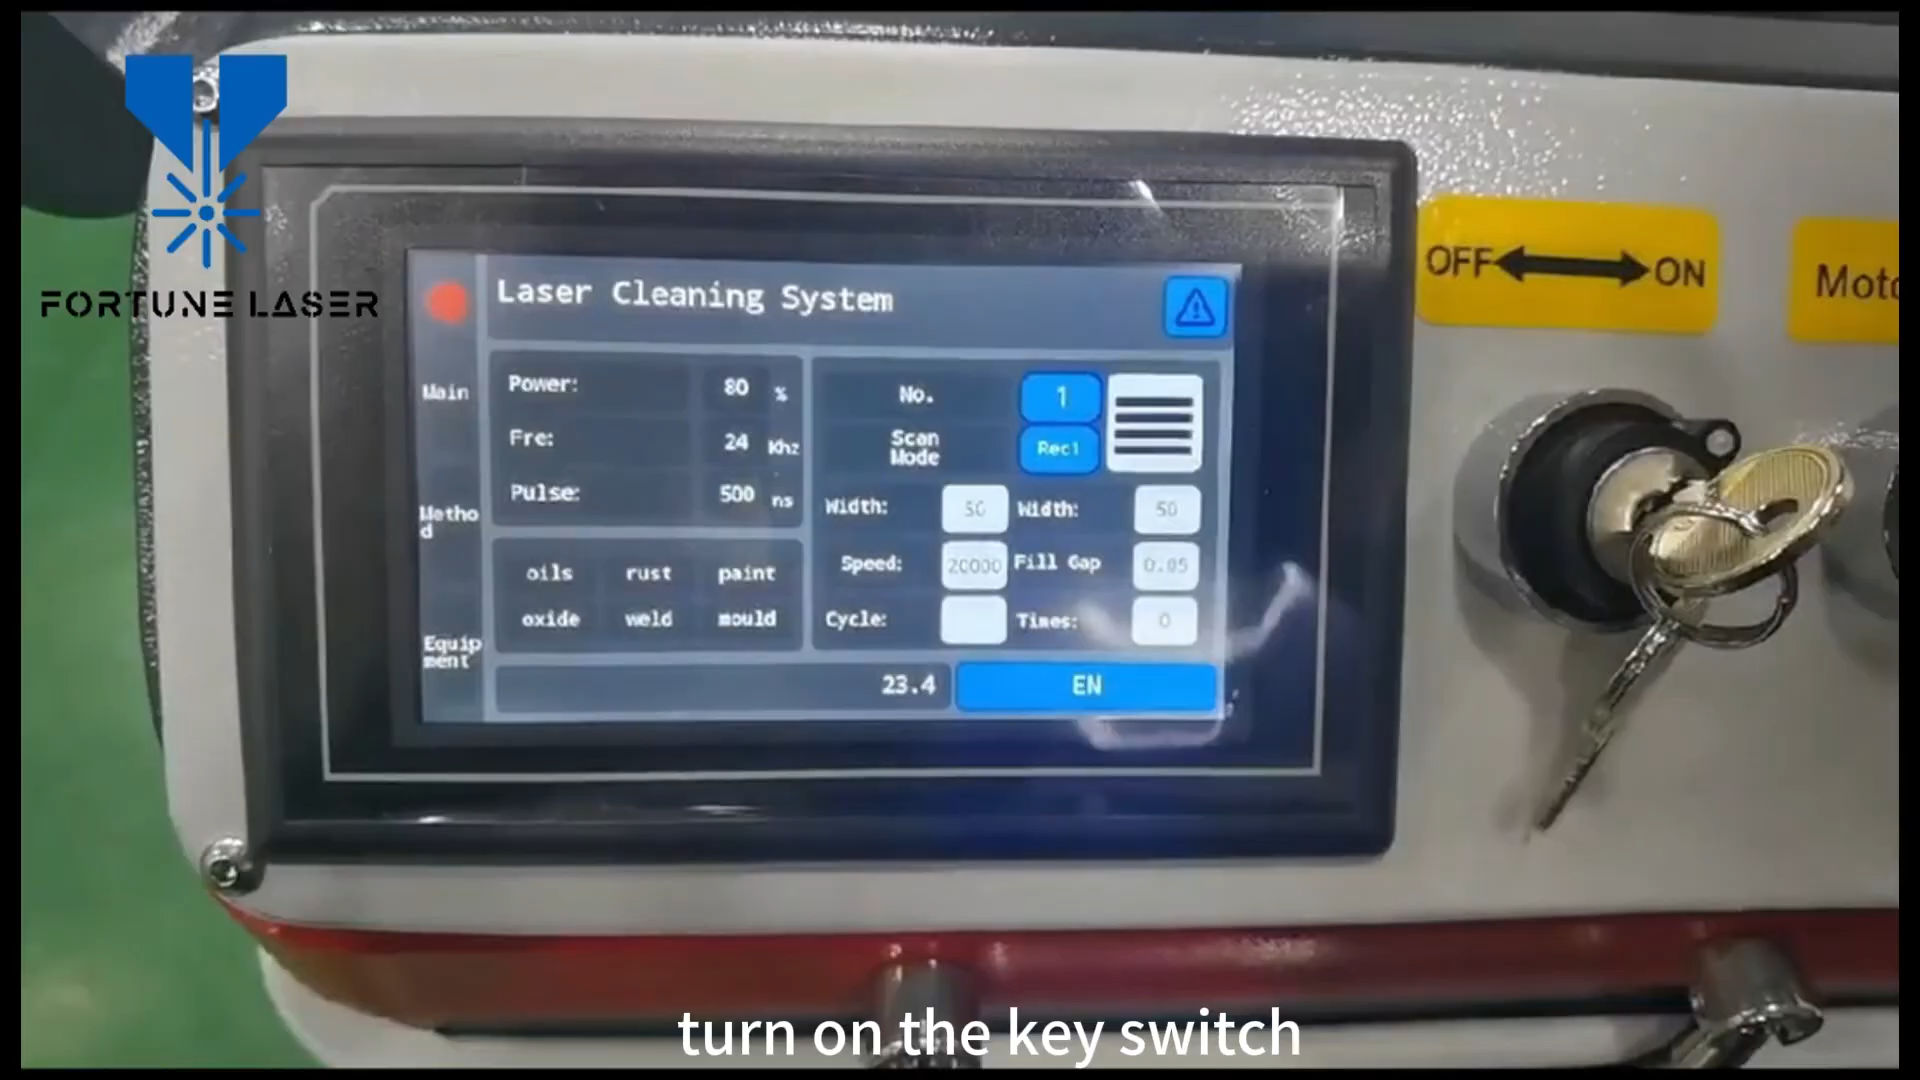 FORTUNE LASER
Laser Cleaning System
Main
Metho
d
Equip
ment
Power: 80 %
Fre: 24 Khz
Pulse: 500 ns
oils rust paint
oxide weld mould
No. 1
Scan
Mode
Rec1
Width: 50 Width: 50
Speed: 20000 Fill Gap 0.05
Cycle: Times: 0
23.4 EN
OFF ON
turn on the key switch